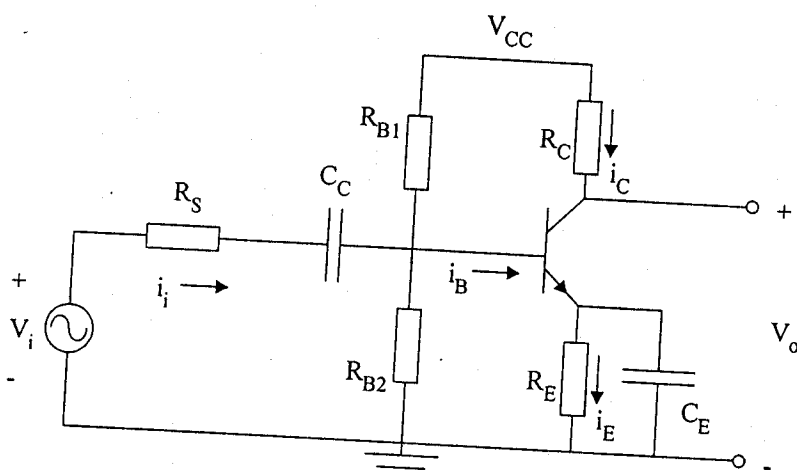 V_CC
R_B1
R_C
i_C
C_C
R_S
+
+
i_i
i_B
V_i
V_o
-
R_B2
R_E
i_E
C_E
-